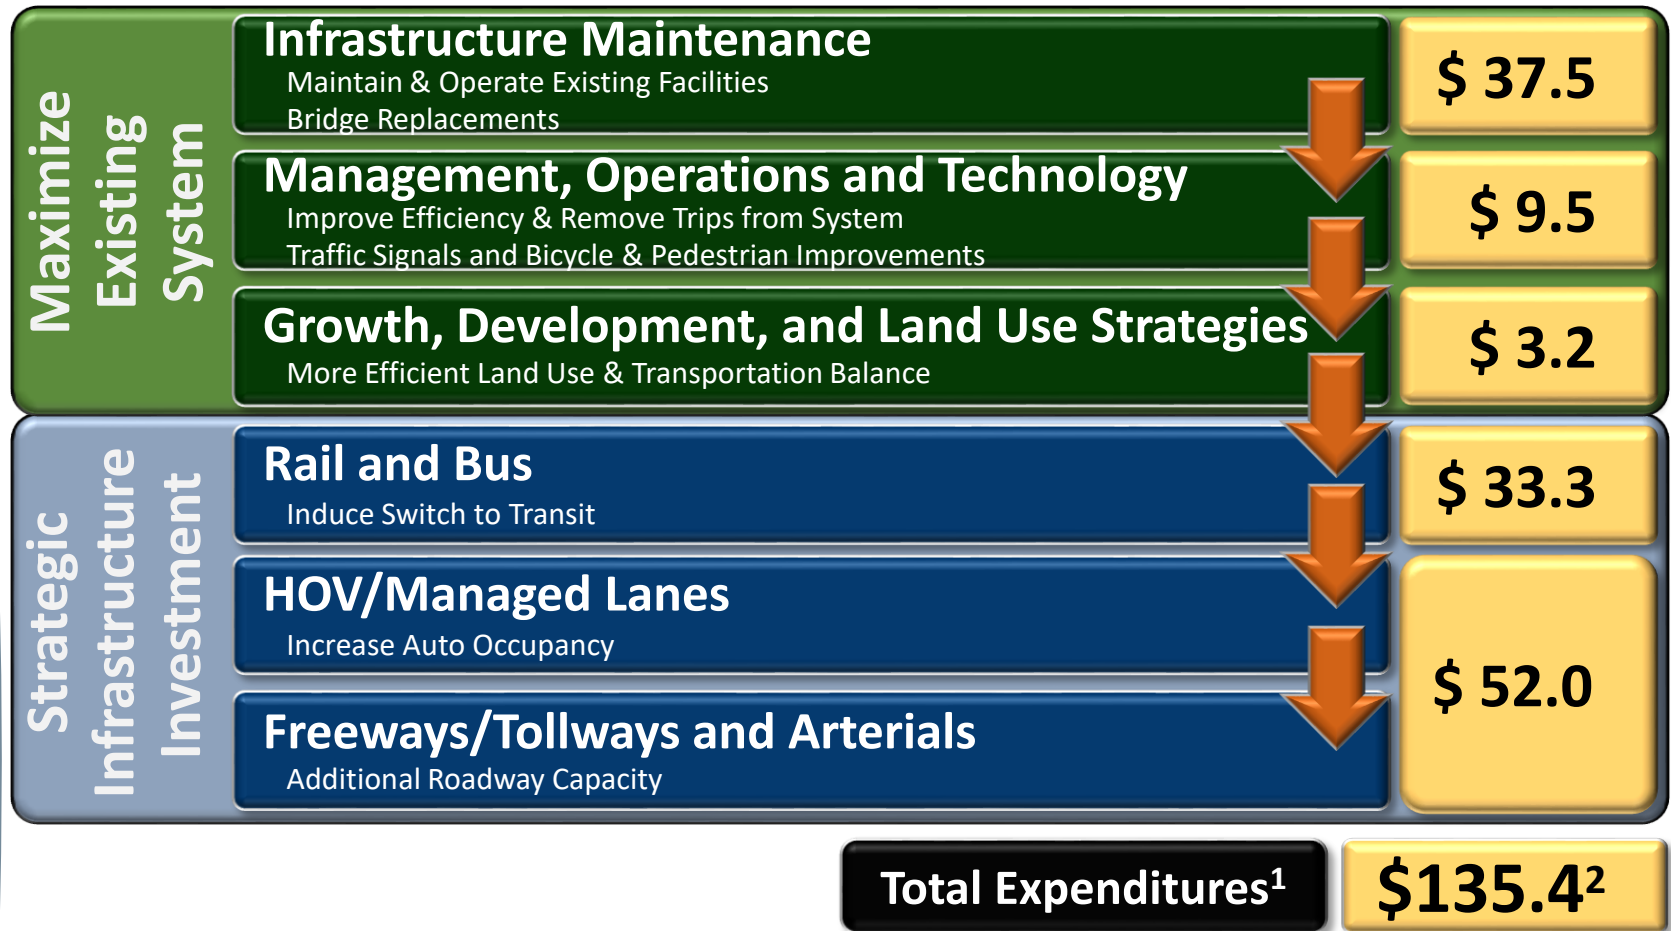 Maximize
Existing
System
Infrastructure Maintenance
Maintain & Operate Existing Facilities
Bridge Replacements
$ 37.5
Management, Operations and Technology
Improve Efficiency & Remove Trips from System
Traffic Signals and Bicycle & Pedestrian Improvements
$ 9.5
Growth, Development, and Land Use Strategies
More Efficient Land Use & Transportation Balance
$ 3.2
Strategic
Infrastructure
Investment
Rail and Bus
Induce Switch to Transit
$ 33.3
HOV/Managed Lanes
Increase Auto Occupancy
Freeways/Tollways and Arterials
Additional Roadway Capacity
$ 52.0
Total Expenditures¹
$135.4²